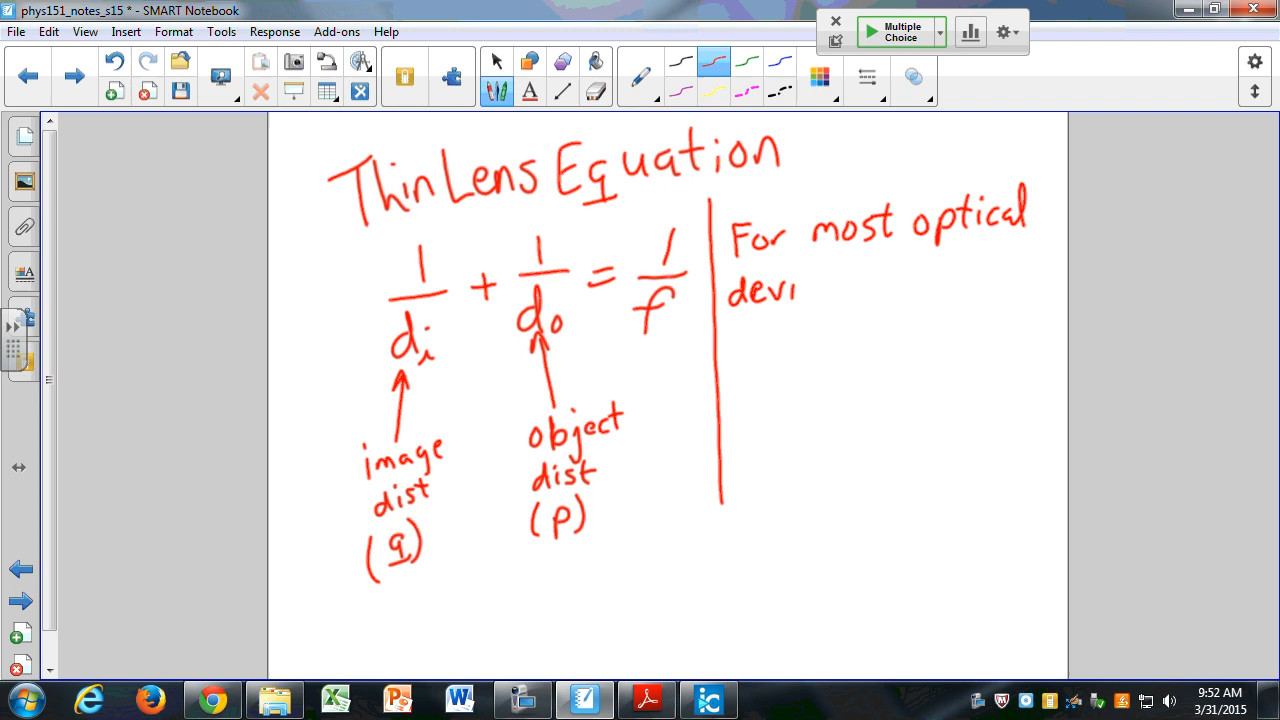 phys151_notes_s15 * - SMART Notebook
File Edit View Insert Format Tools Response Add-ons Help
Multiple Choice
Thin Lens Equation
1/di + 1/do = 1/f
image
dist
(q)
object
dist
(p)
For most optical
devi
9:52 AM
3/31/2015